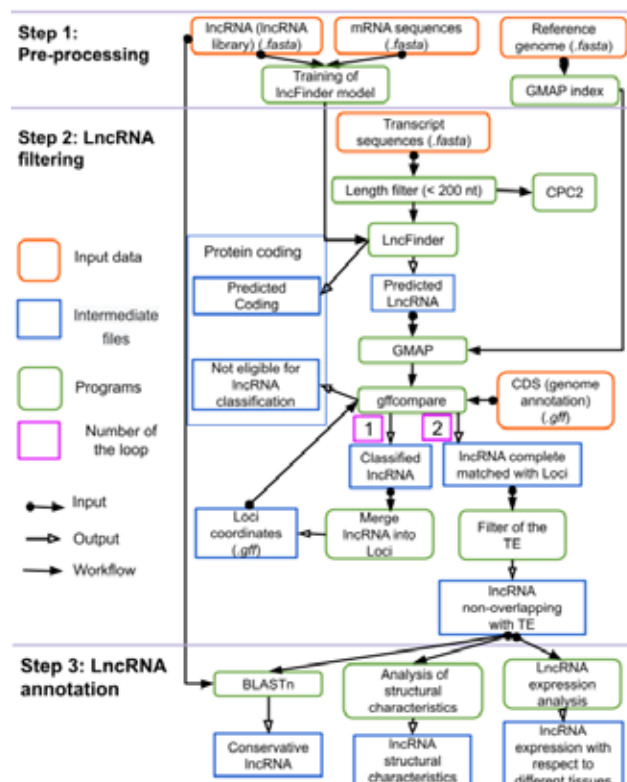 Step 1:
Pre-processing
lncRNA (lncRNA
library) (.fasta)
mRNA sequences
(.fasta)
Reference
genome (.fasta)
Training of
lncFinder model
GMAP index
Step 2: LncRNA
filtering
Transcript
sequences (.fasta)
Length filter (< 200 nt)
CPC2
LncFinder
Protein coding
Predicted
Coding
Predicted
LncRNA
Input data
Intermediate
files
Programs
Number of
the loop
Input
Output
Workflow
GMAP
Not eligible for
lncRNA
classification
gffcompare
CDS (genome
annotation)
(.gff)
1
2
Classified
lncRNA
lncRNA complete
matched with Loci
Loci
coordinates
(.gff)
Merge
lncRNA into
Loci
Filter of the
TE
lncRNA
non-overlapping
with TE
Step 3: LncRNA
annotation
BLASTn
Analysis of
structural
characteristics
LncRNA
expression
analysis
Conservative
lncRNA
lncRNA
structural
characteristics
lncRNA
expression with
respect to
different tissues